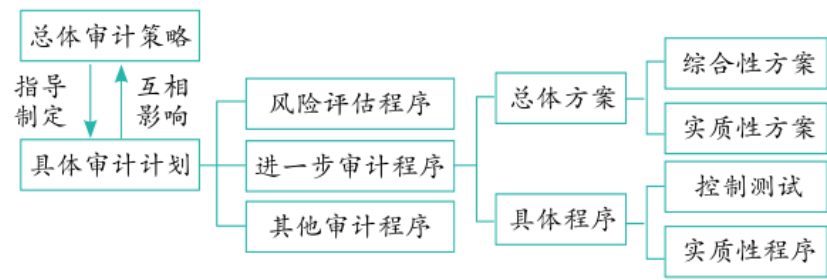 总体审计策略
指导
制定
互相
影响
具体审计计划
风险评估程序
进一步审计程序
其他审计程序
总体方案
具体程序
综合性方案
实质性方案
控制测试
实质性程序